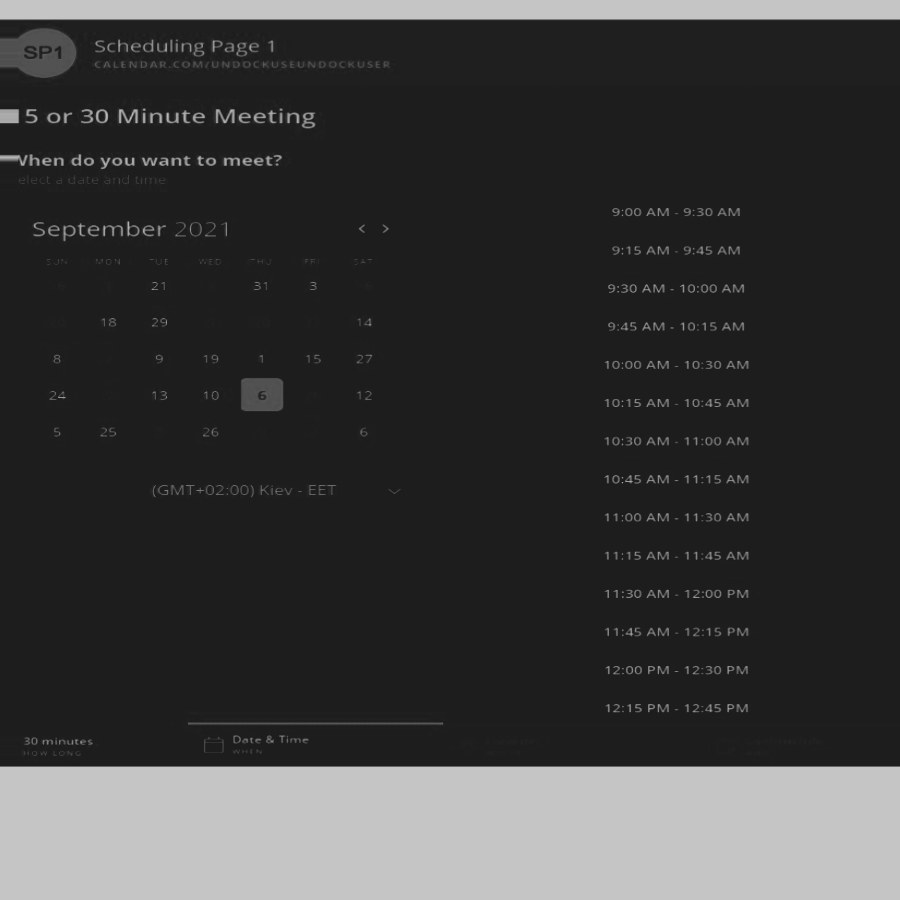 SP1
Scheduling Page 1
CALENDAR.COM/UNDOCKUSEUNDOCKUSER
5 or 30 Minute Meeting
When do you want to meet?
elect a date and time
September 2021 < >
SUN MON TUE WED THU FRI SAT
21 31 3
18 29 14
8 9 19 1 15 27
24 13 10 6 12
5 25 26 6
(GMT+02:00) Kiev - EET
9:00 AM - 9:30 AM
9:15 AM - 9:45 AM
9:30 AM - 10:00 AM
9:45 AM - 10:15 AM
10:00 AM - 10:30 AM
10:15 AM - 10:45 AM
10:30 AM - 11:00 AM
10:45 AM - 11:15 AM
11:00 AM - 11:30 AM
11:15 AM - 11:45 AM
11:30 AM - 12:00 PM
11:45 AM - 12:15 PM
12:00 PM - 12:30 PM
12:15 PM - 12:45 PM
30 minutes
HOW LONG
Date & Time
WHEN